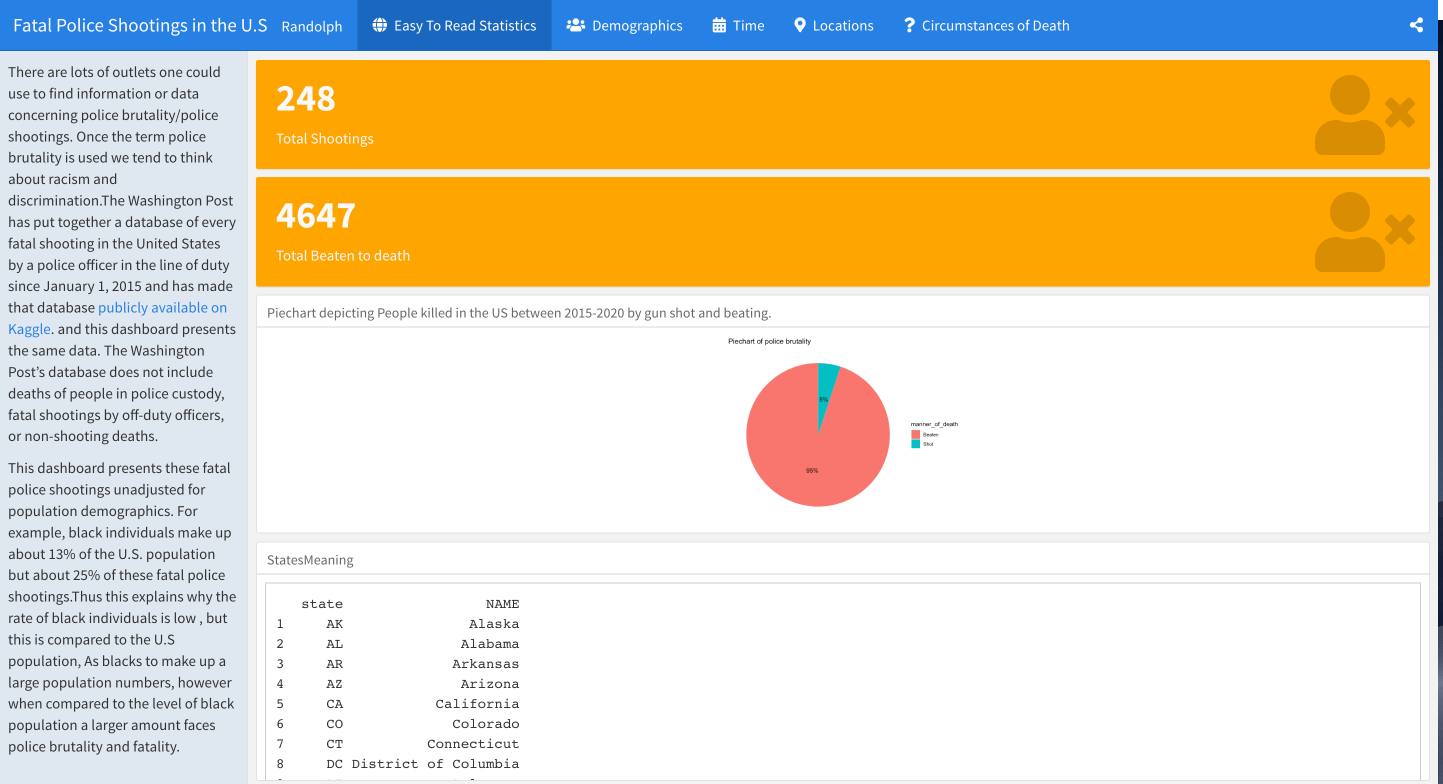 Fatal Police Shootings in the U.S Randolph Easy To Read Statistics Demographics Time Locations Circumstances of Death
There are lots of outlets one could
use to find information or data
concerning police brutality/police
shootings. Once the term police
brutality is used we tend to think
about racism and
discrimination.The Washington Post
has put together a database of every
fatal shooting in the United States
by a police officer in the line of duty
since January 1, 2015 and has made
that database publicly available on
Kaggle. and this dashboard presents
the same data. The Washington
Post's database does not include
deaths of people in police custody,
fatal shootings by off-duty officers,
or non-shooting deaths.
This dashboard presents these fatal
police shootings unadjusted for
population demographics. For
example, black individuals make up
about 13% of the U.S. population
but about 25% of these fatal police
shootings.Thus this explains why the
rate of black individuals is low , but
this is compared to the U.S
population, As blacks to make up a
large population numbers, however
when compared to the level of black
population a larger amount faces
police brutality and fatality.
248
Total Shootings
4647
Total Beaten to death
Piechart depicting People killed in the US between 2015-2020 by gun shot and beating.
Piechart of police brutality
5%
95%
manner_of_death
Beaten
Shot
StatesMeaning
state NAME
1 AK Alaska
2 AL Alabama
3 AR Arkansas
4 AZ Arizona
5 CA California
6 CO Colorado
7 CT Connecticut
8 DC District of Columbia